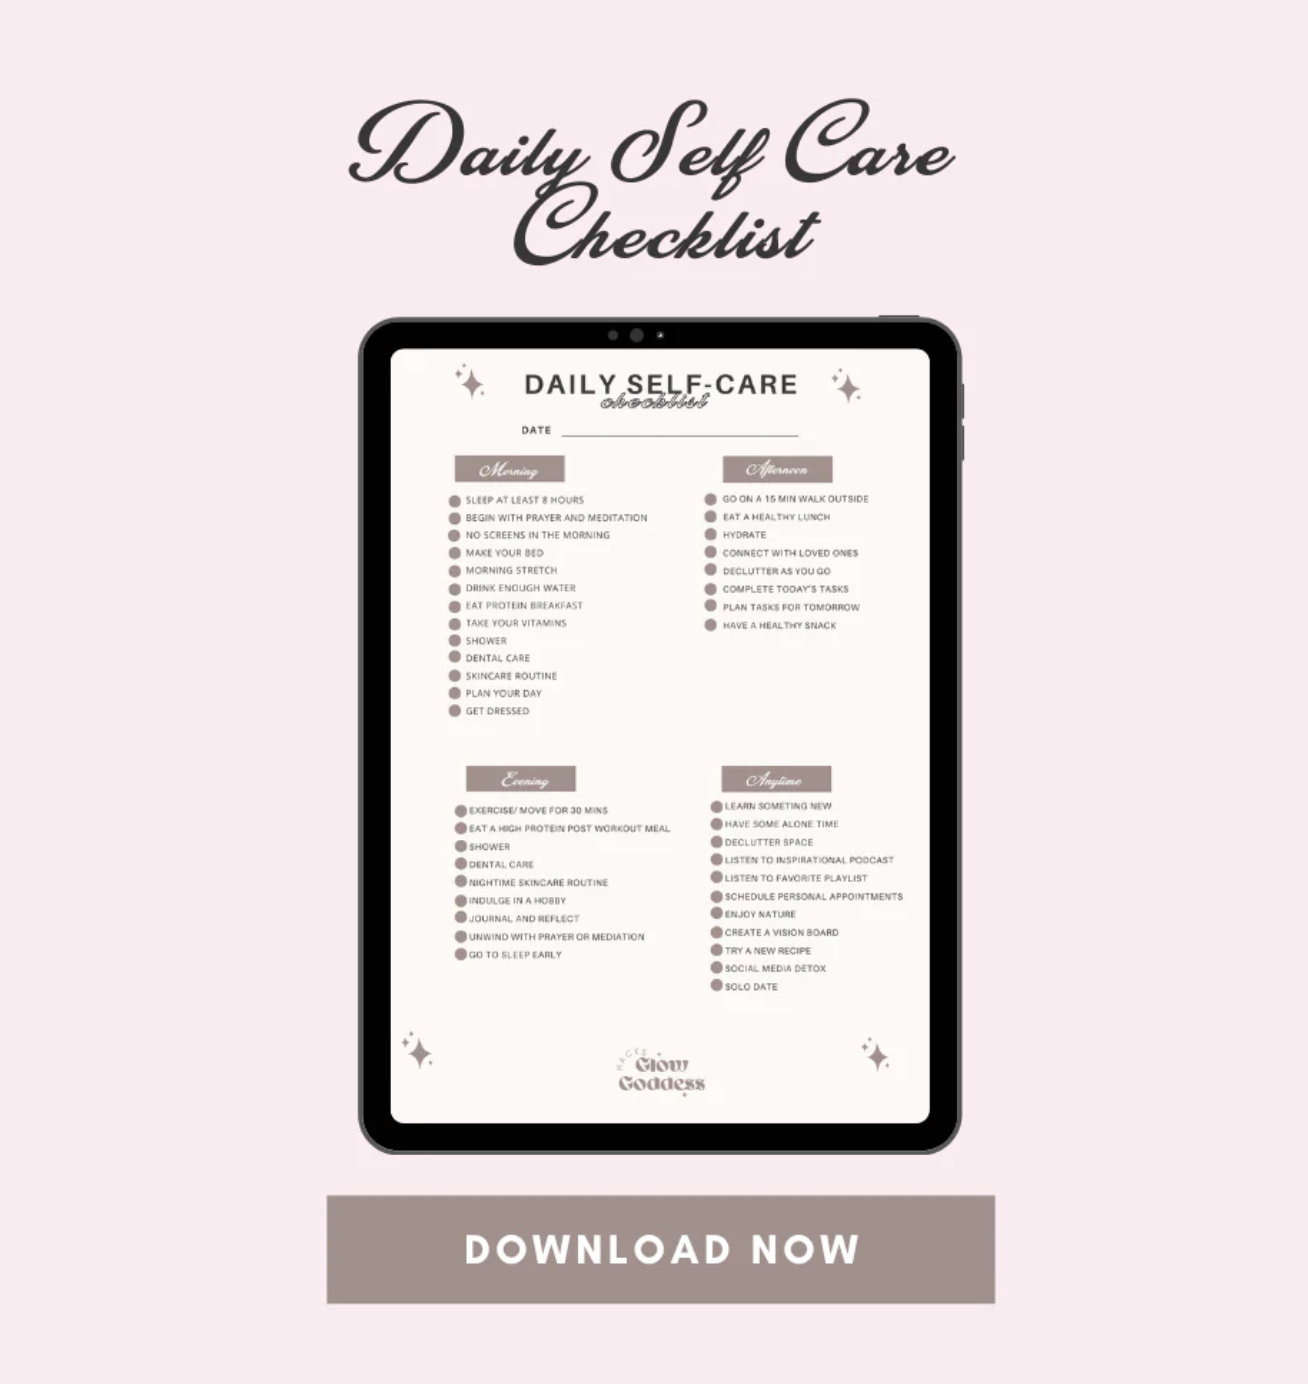 Daily Self Care
Checklist
DAILY SELF-CARE
checklist
DATE
Morning
SLEEP AT LEAST 8 HOURS
BEGIN WITH PRAYER AND MEDITATION
NO SCREENS IN THE MORNING
MAKE YOUR BED
MORNING STRETCH
DRINK ENOUGH WATER
EAT PROTEIN BREAKFAST
TAKE YOUR VITAMINS
SHOWER
DENTAL CARE
SKINCARE ROUTINE
PLAN YOUR DAY
GET DRESSED
Afternoon
GO ON A 15 MIN WALK OUTSIDE
EAT A HEALTHY LUNCH
HYDRATE
CONNECT WITH LOVED ONES
DECLUTTER AS YOU GO
COMPLETE TODAY'S TASKS
PLAN TASKS FOR TOMORROW
HAVE A HEALTHY SNACK
Evening
EXERCISE/ MOVE FOR 30 MINS
EAT A HIGH PROTEIN POST WORKOUT MEAL
SHOWER
DENTAL CARE
NIGHTIME SKINCARE ROUTINE
INDULGE IN A HOBBY
JOURNAL AND REFLECT
UNWIND WITH PRAYER OR MEDIATION
GO TO SLEEP EARLY
Anytime
LEARN SOMETING NEW
HAVE SOME ALONE TIME
DECLUTTER SPACE
LISTEN TO INSPIRATIONAL PODCAST
LISTEN TO FAVORITE PLAYLIST
SCHEDULE PERSONAL APPOINTMENTS
ENJOY NATURE
CREATE A VISION BOARD
TRY A NEW RECIPE
SOCIAL MEDIA DETOX
SOLO DATE
HACKS
Glow
Goddess
DOWNLOAD NOW